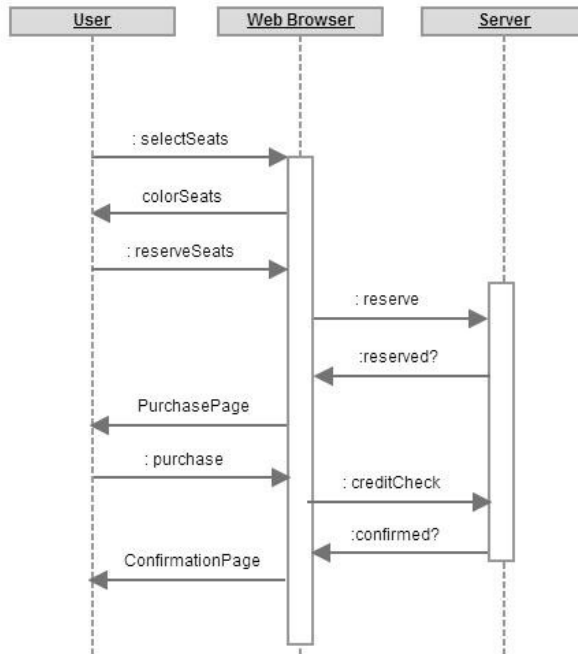 User
Web Browser
Server
: selectSeats
colorSeats
: reserveSeats
: reserve
:reserved?
PurchasePage
: purchase
: creditCheck
:confirmed?
ConfirmationPage